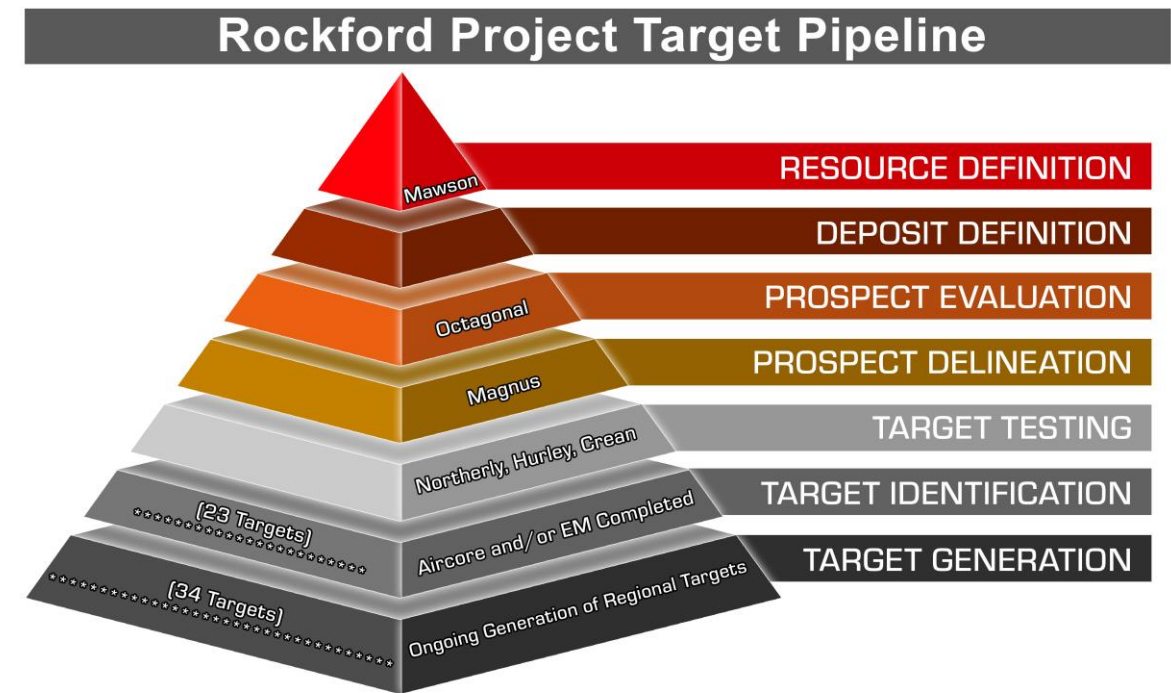 Rockford Project Target Pipeline
RESOURCE DEFINITION
Mawson
DEPOSIT DEFINITION
PROSPECT EVALUATION
Octagonal
PROSPECT DELINEATION
Magnus
TARGET TESTING
Northerly, Hurley, Crean
TARGET IDENTIFICATION
(23 Targets)
***********************
Aircore and/or EM Completed
TARGET GENERATION
(34 Targets)
**********************************
Ongoing Generation of Regional Targets